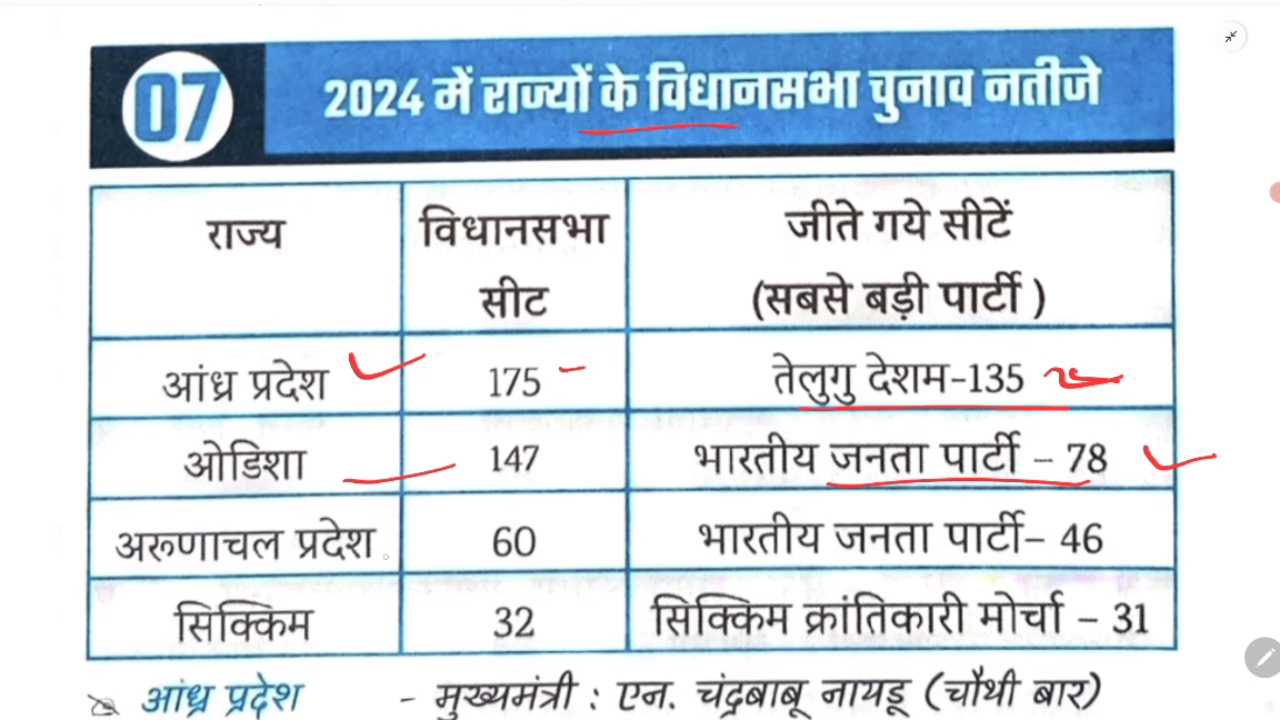 07
2024 में राज्यों के विधानसभा चुनाव नतीजे
राज्य
विधानसभा
सीट
जीते गये सीटें
(सबसे बड़ी पार्टी )
आंध्र प्रदेश 175 तेलुगु देशम-135
ओडिशा 147 भारतीय जनता पार्टी – 78
अरूणाचल प्रदेश 60 भारतीय जनता पार्टी– 46
सिक्किम 32 सिक्किम क्रांतिकारी मोर्चा – 31
आंध्र प्रदेश - मुख्यमंत्री : एन. चंद्रबाबू नायडू (चौथी बार)